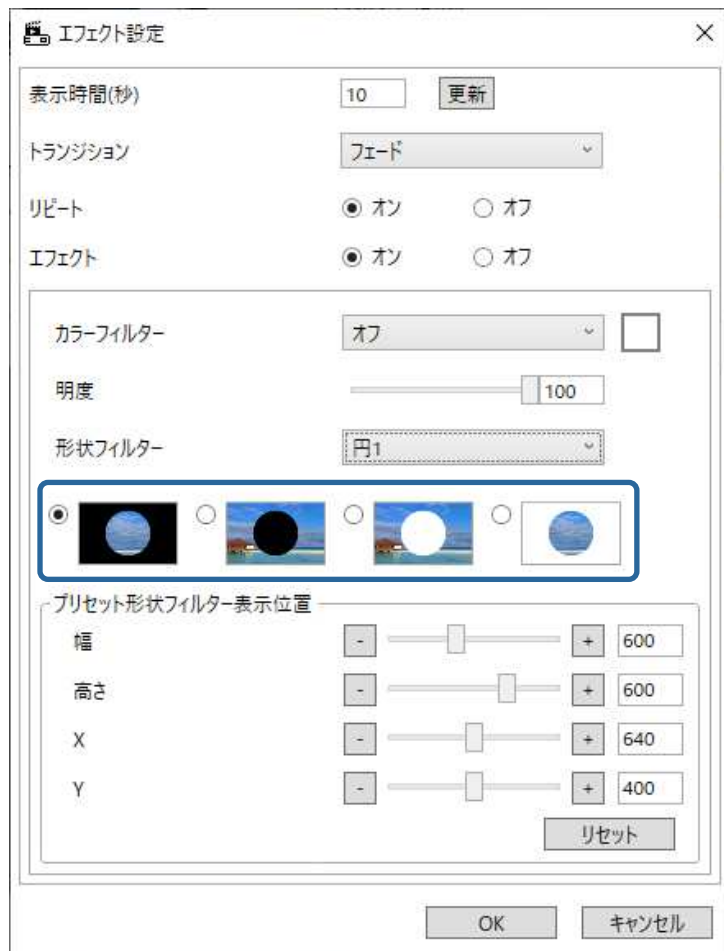 エフェクト設定
表示時間(秒) 10 更新
トランジション フェード
リピート オン オフ
エフェクト オン オフ
カラーフィルター オフ
明度 100
形状フィルター 円1
プリセット形状フィルター表示位置
幅 - + 600
高さ - + 600
X - + 640
Y - + 400
リセット
OK キャンセル